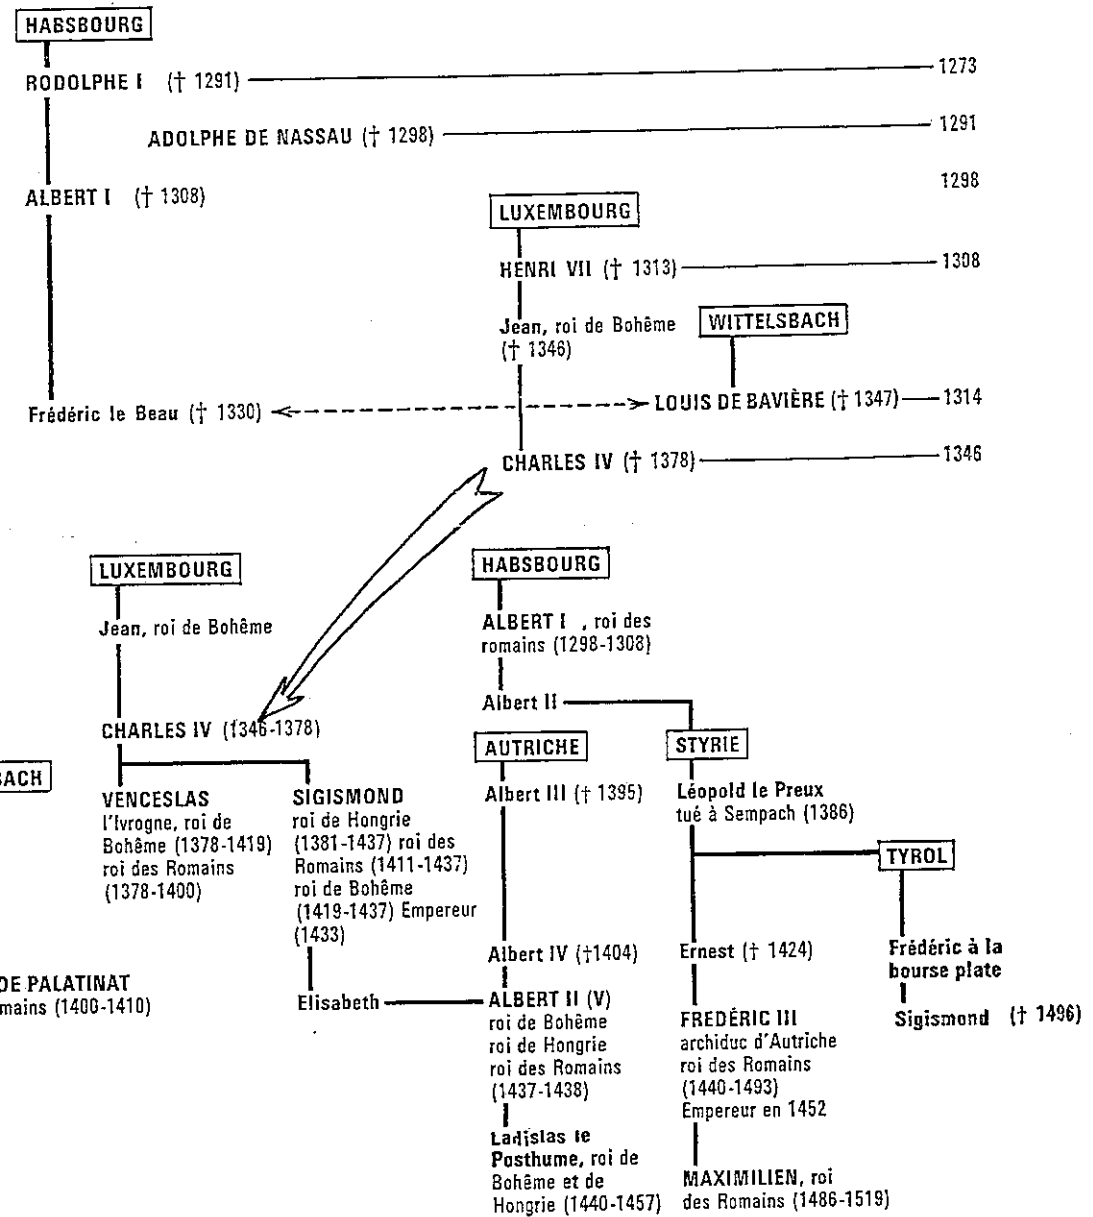 HABSBOURG
RODOLPHE I († 1291) 1273
ADOLPHE DE NASSAU († 1298) 1291
ALBERT I († 1308) 1298
LUXEMBOURG
HENRI VII († 1313) 1308
Jean, roi de Bohême
(† 1346)
WITTELSBACH
Frédéric le Beau († 1330) LOUIS DE BAVIÈRE († 1347) 1314
CHARLES IV († 1378) 1346
LUXEMBOURG
Jean, roi de Bohême
CHARLES IV (1346-1378)
BACH
VENCESLAS
l'Ivrogne, roi de
Bohême (1378-1419)
roi des Romains
(1378-1400)
SIGISMOND
roi de Hongrie
(1381-1437) roi des
Romains (1411-1437)
roi de Bohême
(1419-1437) Empereur
(1433)
DE PALATINAT
mains (1400-1410)
Elisabeth
HABSBOURG
ALBERT I , roi des
romains (1298-1308)
Albert II
AUTRICHE
Albert III († 1395)
Albert IV (†1404)
ALBERT II (V)
roi de Bohême
roi de Hongrie
roi des Romains
(1437-1438)
Ladislas le
Posthume, roi de
Bohême et de
Hongrie (1440-1457)
STYRIE
Léopold le Preux
tué à Sempach (1386)
Ernest († 1424)
FREDÉRIC III
archiduc d'Autriche
roi des Romains
(1440-1493)
Empereur en 1452
MAXIMILIEN, roi
des Romains (1486-1519)
TYROL
Frédéric à la
bourse plate
Sigismond († 1496)